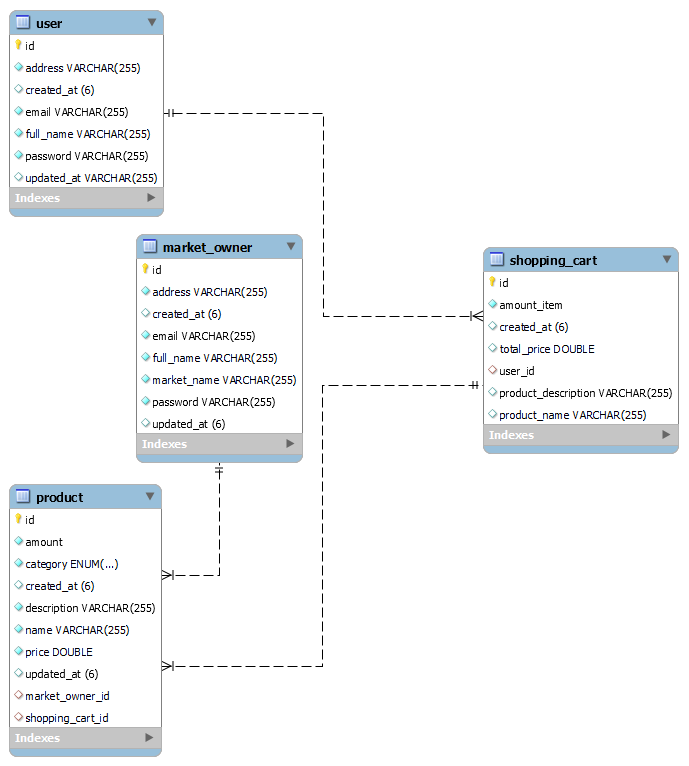 user
id
address VARCHAR(255)
created_at (6)
email VARCHAR(255)
full_name VARCHAR(255)
password VARCHAR(255)
updated_at VARCHAR(255)
Indexes
market_owner
id
address VARCHAR(255)
created_at (6)
email VARCHAR(255)
full_name VARCHAR(255)
market_name VARCHAR(255)
password VARCHAR(255)
updated_at (6)
Indexes
shopping_cart
id
amount_item
created_at (6)
total_price DOUBLE
user_id
product_description VARCHAR(255)
product_name VARCHAR(255)
Indexes
product
id
amount
category ENUM(...)
created_at (6)
description VARCHAR(255)
name VARCHAR(255)
price DOUBLE
updated_at (6)
market_owner_id
shopping_cart_id
Indexes